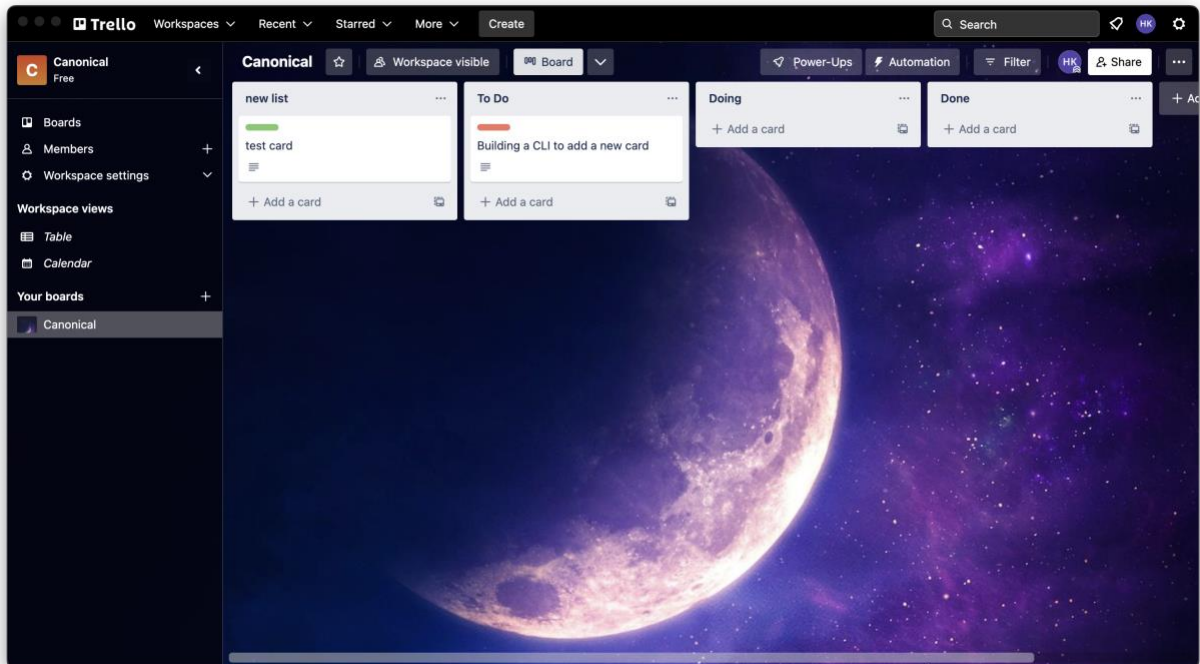 Trello Workspaces Recent Starred More Create Search HK
C Canonical
Free
Boards
Members
Workspace settings
Workspace views
Table
Calendar
Your boards
Canonical
Canonical Workspace visible Board Power-Ups Automation Filter HK Share
new list
test card
+ Add a card
To Do
Building a CLI to add a new card
+ Add a card
Doing
+ Add a card
Done
+ Add a card